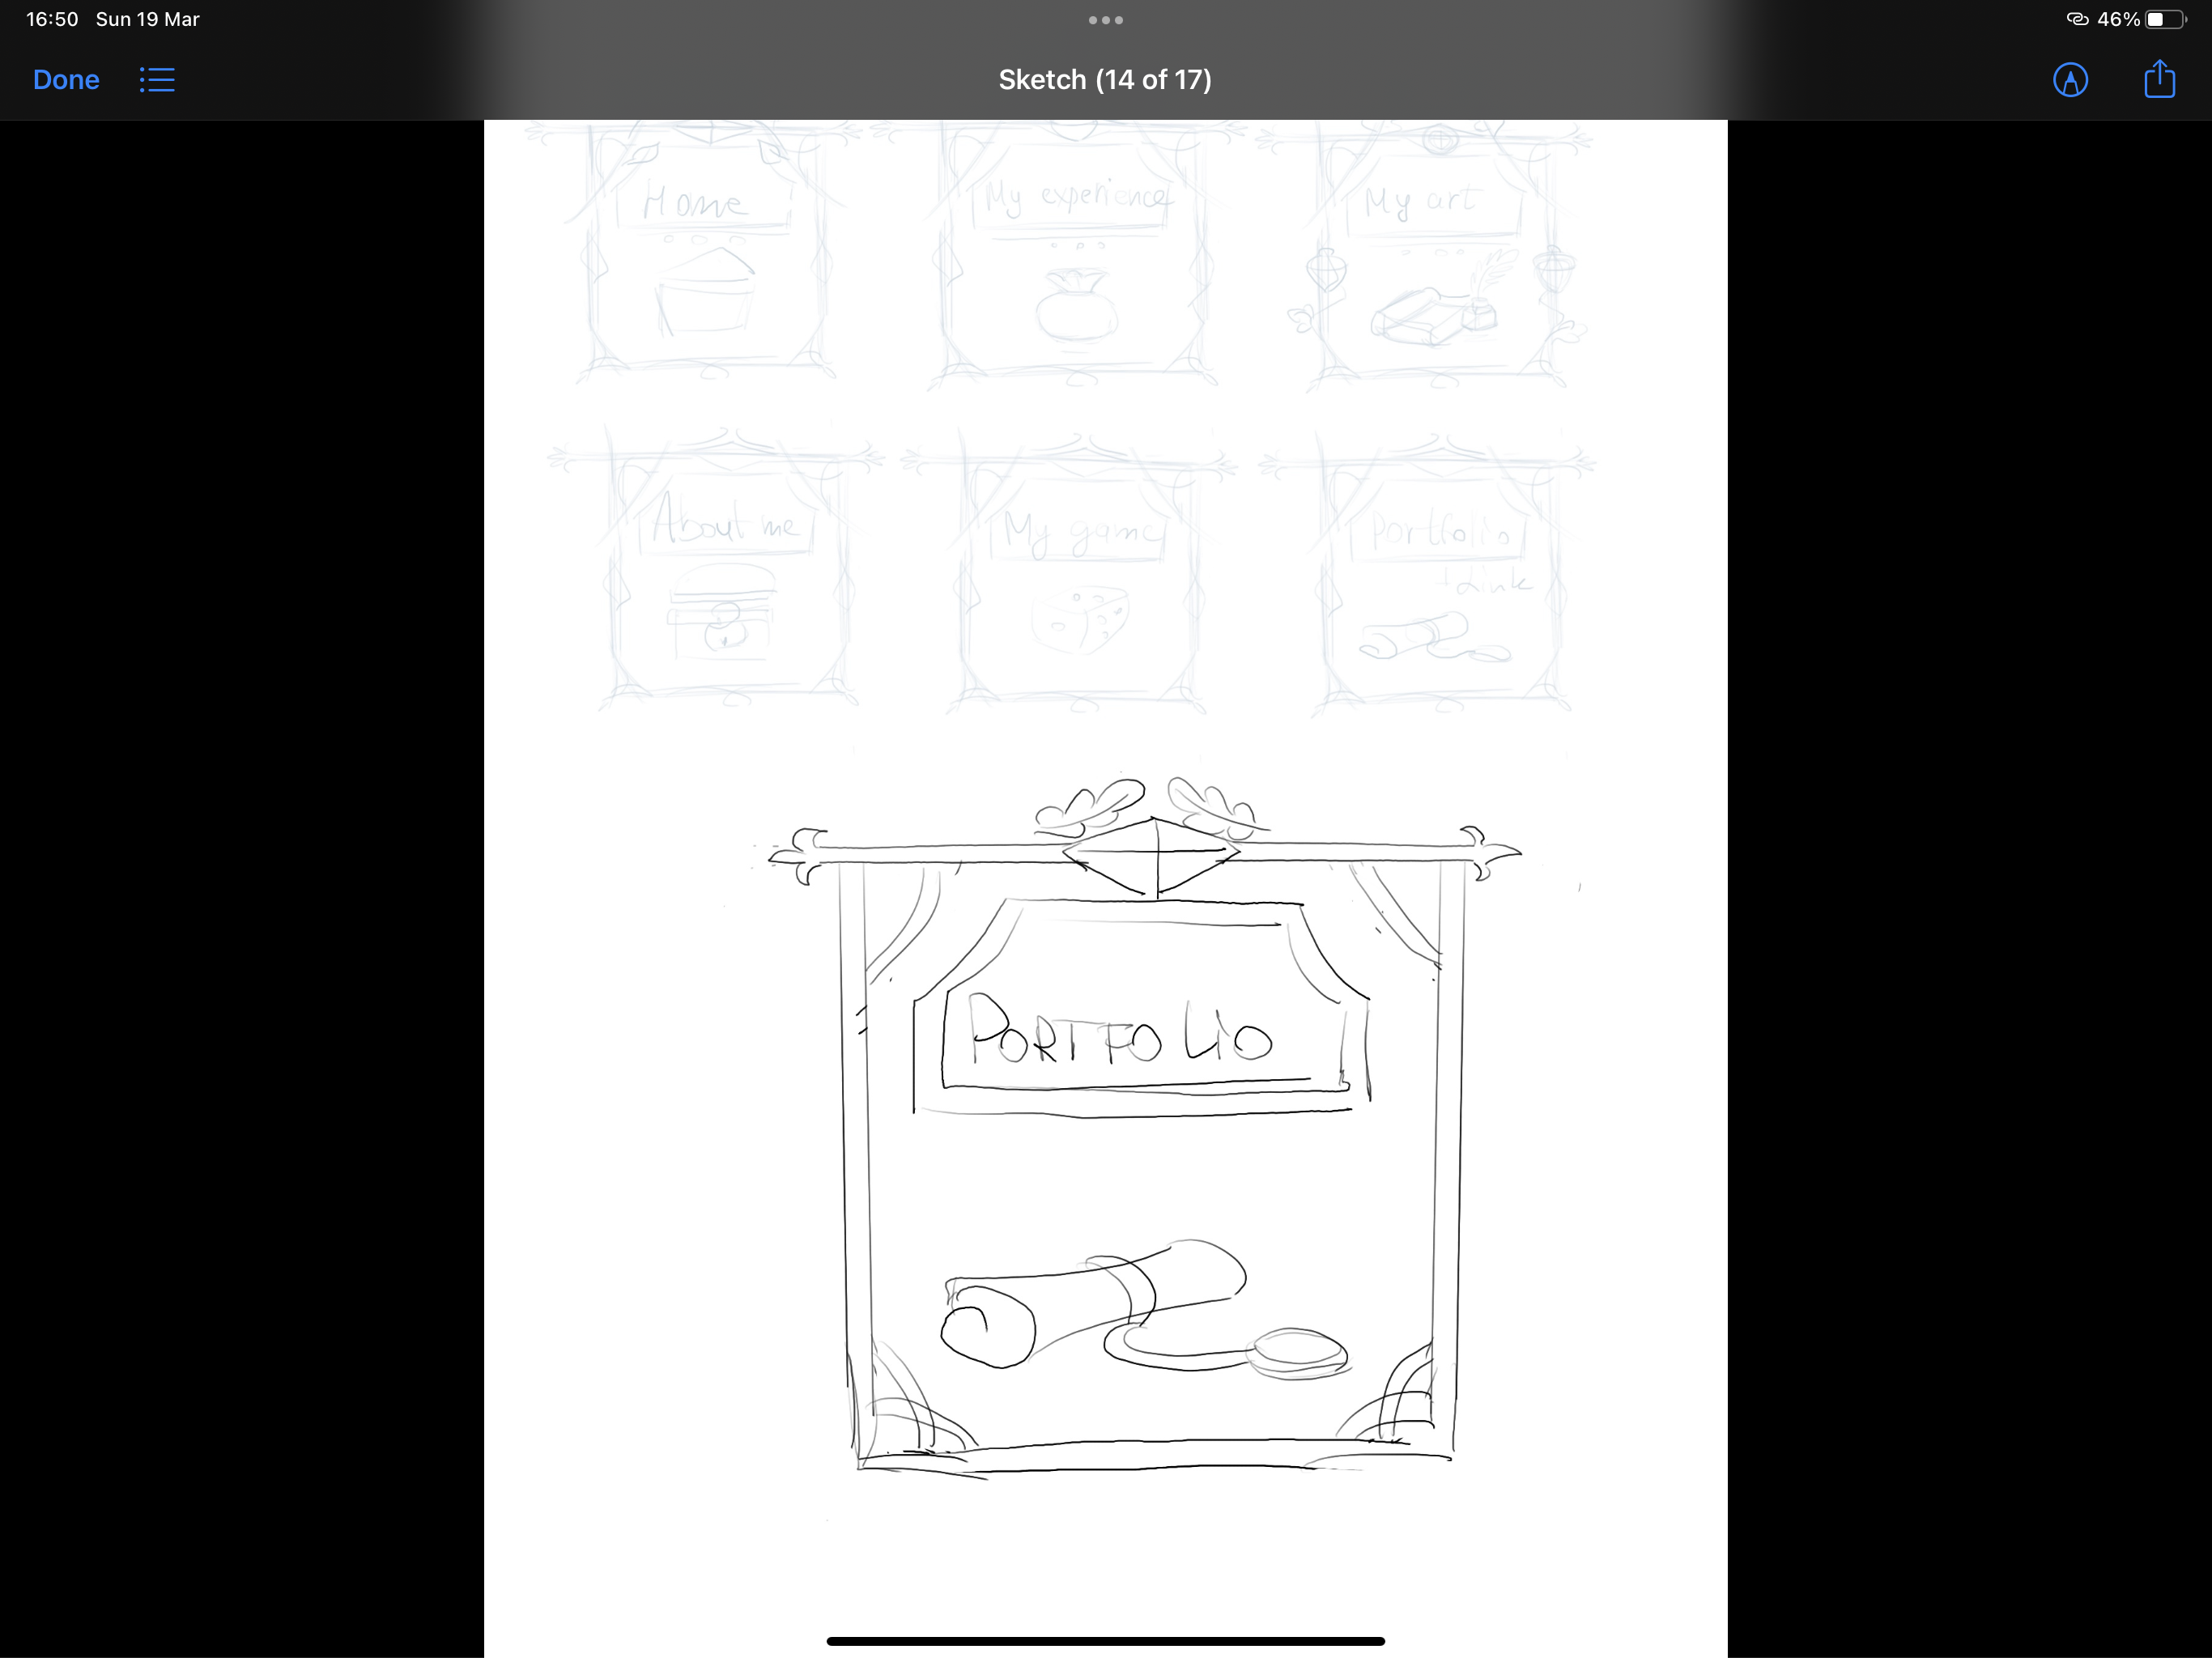 16:50 Sun 19 Mar
46%
Done
Sketch (14 of 17)
Home
My experience
My art
About me
My game
Portfolio
+ Link
PORTFOLIO